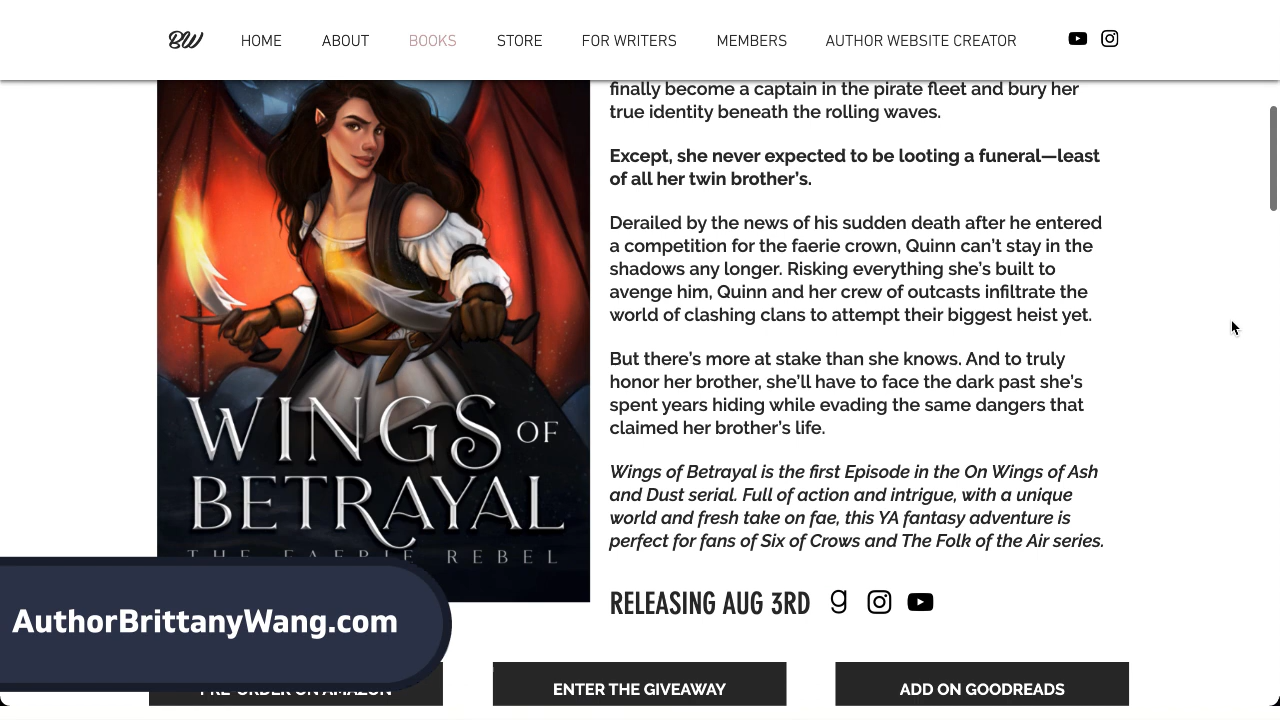 BW HOME ABOUT BOOKS STORE FOR WRITERS MEMBERS AUTHOR WEBSITE CREATOR
finally become a captain in the pirate fleet and bury her
true identity beneath the rolling waves.
Except, she never expected to be looting a funeral—least
of all her twin brother's.
Derailed by the news of his sudden death after he entered
a competition for the faerie crown, Quinn can't stay in the
shadows any longer. Risking everything she's built to
avenge him, Quinn and her crew of outcasts infiltrate the
world of clashing clans to attempt their biggest heist yet.
But there's more at stake than she knows. And to truly
honor her brother, she'll have to face the dark past she's
spent years hiding while evading the same dangers that
claimed her brother's life.
Wings of Betrayal is the first Episode in the On Wings of Ash
and Dust serial. Full of action and intrigue, with a unique
world and fresh take on fae, this YA fantasy adventure is
perfect for fans of Six of Crows and The Folk of the Air series.
WINGS OF
BETRAYAL
THE FAERIE REBEL
RELEASING AUG 3RD
AuthorBrittanyWang.com
PRE-ORDER ON AMAZON
ENTER THE GIVEAWAY
ADD ON GOODREADS